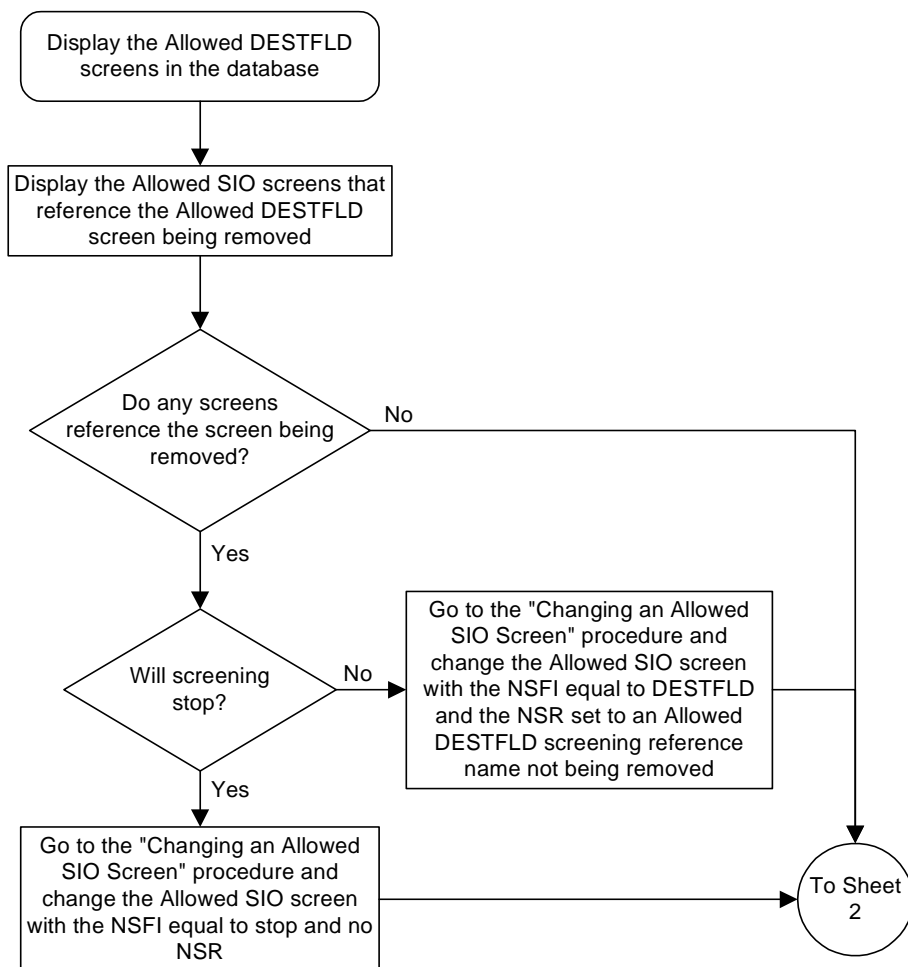 Display the Allowed DESTFLD
screens in the database
Display the Allowed SIO screens that
reference the Allowed DESTFLD
screen being removed
Do any screens
reference the screen being
removed?
No
Yes
Will screening
stop?
No
Go to the "Changing an Allowed
SIO Screen" procedure and
change the Allowed SIO screen
with the NSFI equal to DESTFLD
and the NSR set to an Allowed
DESTFLD screening reference
name not being removed
Yes
Go to the "Changing an Allowed
SIO Screen" procedure and
change the Allowed SIO screen
with the NSFI equal to stop and no
NSR
To Sheet
2